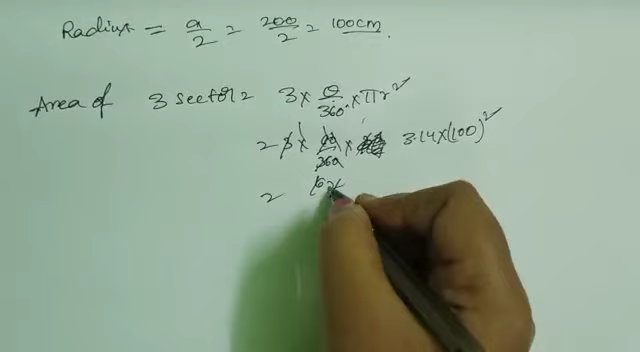 Radius = a/2 = 200/2 = 100cm.
Area of 3 sector = 3 × θ/360° × πr²
= 3 × 60/360 × 3.14×(100)²
=